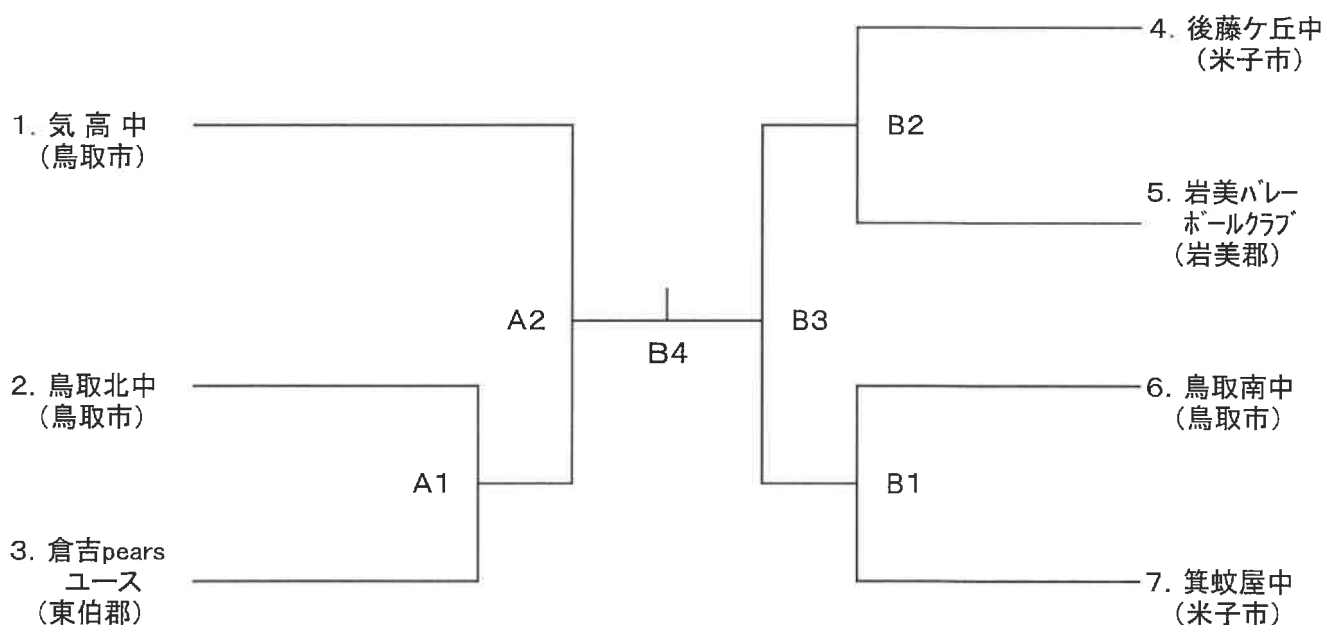 1. 気高中
(鳥取市)
A2
2. 鳥取北中
(鳥取市)
A1
3. 倉吉pears
ユース
(東伯郡)
B4
4. 後藤ケ丘中
(米子市)
B2
5. 岩美バレー
ボールクラブ
(岩美郡)
B3
6. 鳥取南中
(鳥取市)
B1
7. 箕蚊屋中
(米子市)